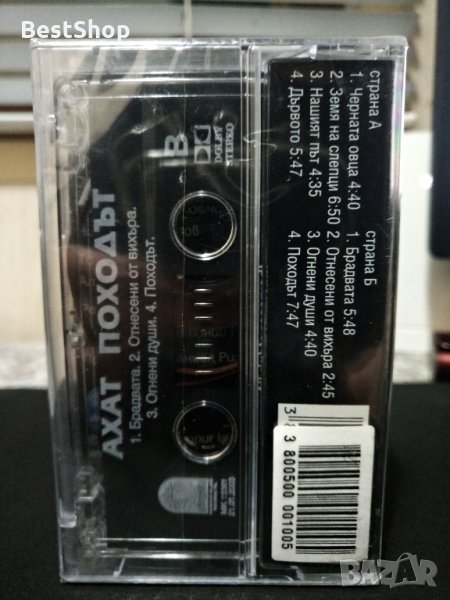 BestShop
АХАТ ПОХОДЪТ
1. Брадвата. 2. Отнесени от вихъра.
3. Огнени души. 4. Походът.
B
DOLBY
страна А
1. Черната овца 4:40
2. Земя на слепци 6:50
3. Нашият път 4:35
4. Дървото 5:47.
страна Б
1. Брадвата 5:48
2. Отнесени от вихъра 2:45
3. Огнени души 4:40
4. Походът 7:47
3 800500 001005
BAZAR